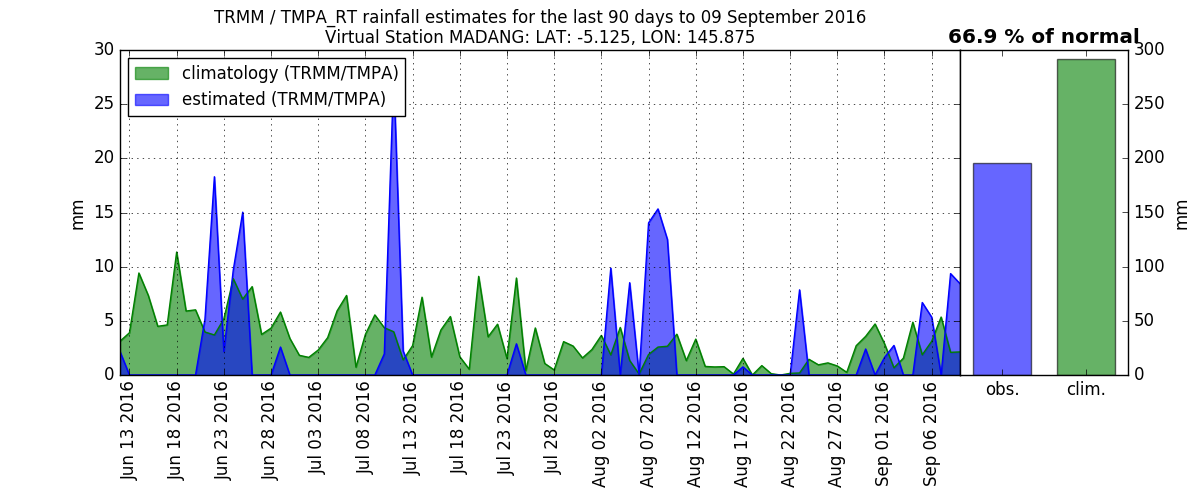 TRMM / TMPA_RT rainfall estimates for the last 90 days to 09 September 2016
Virtual Station MADANG: LAT: -5.125, LON: 145.875
66.9 % of normal
climatology (TRMM/TMPA)
estimated (TRMM/TMPA)
30
25
20
15
10
5
0
mm
300
250
200
150
100
50
0
mm
Jun 13 2016
Jun 18 2016
Jun 23 2016
Jun 28 2016
Jul 03 2016
Jul 08 2016
Jul 13 2016
Jul 18 2016
Jul 23 2016
Jul 28 2016
Aug 02 2016
Aug 07 2016
Aug 12 2016
Aug 17 2016
Aug 22 2016
Aug 27 2016
Sep 01 2016
Sep 06 2016
obs.
clim.